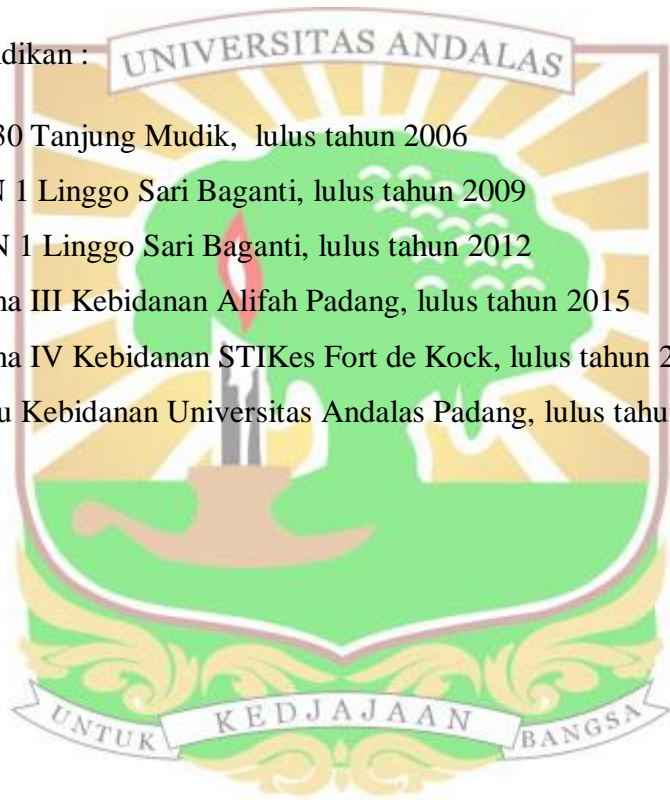 UNIVERSITAS ANDALAS
didikan :
30 Tanjung Mudik, lulus tahun 2006
N 1 Linggo Sari Baganti, lulus tahun 2009
N 1 Linggo Sari Baganti, lulus tahun 2012
na III Kebidanan Alifah Padang, lulus tahun 2015
na IV Kebidanan STIKes Fort de Kock, lulus tahun 2
u Kebidanan Universitas Andalas Padang, lulus tahu
UNTUK KEDJAJAAN BANGSA